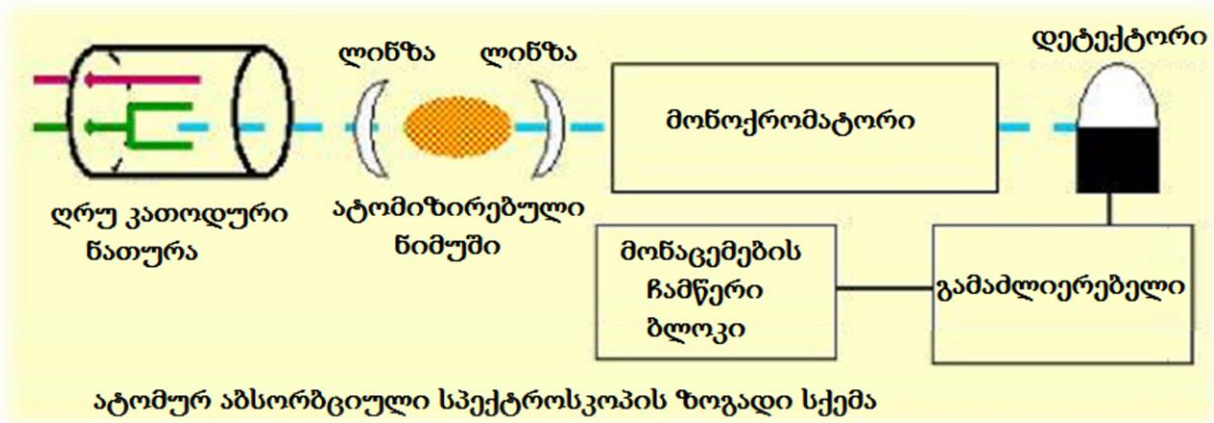 ლინზა
ლინზა
დეტექტორი
მონოქრომატორი
ღრუ კათოდური
ნათურა
ატომიზირებული
ნიმუში
მონაცემების
ჩამწერი
ბლოკი
გამაძლიერებელი
ატომურ აბსორბციული სპექტროსკოპის ზოგადი სქემა